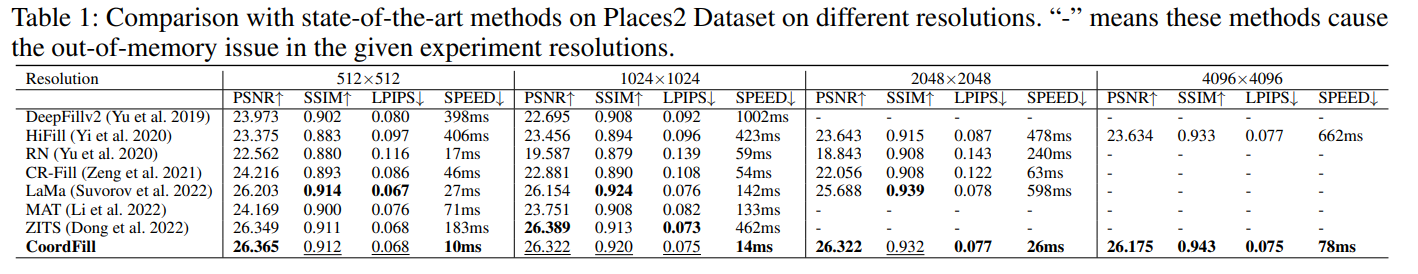 Table 1: Comparison with state-of-the-art methods on Places2 Dataset on different resolutions. “-” means these methods cause
the out-of-memory issue in the given experiment resolutions.
Resolution 512×512 1024×1024 2048×2048 4096×4096
PSNR↑ SSIM↑ LPIPS↓ SPEED↓ PSNR↑ SSIM↑ LPIPS↓ SPEED↓ PSNR↑ SSIM↑ LPIPS↓ SPEED↓ PSNR↑ SSIM↑ LPIPS↓ SPEED↓
DeepFillv2 (Yu et al. 2019) 23.973 0.902 0.080 398ms 22.695 0.908 0.092 1002ms - - - - - - - -
HiFill (Yi et al. 2020) 23.375 0.883 0.097 406ms 23.456 0.894 0.096 423ms 23.643 0.915 0.087 478ms 23.634 0.933 0.077 662ms
RN (Yu et al. 2020) 22.562 0.880 0.116 17ms 19.587 0.879 0.139 59ms 18.843 0.908 0.143 240ms - - - -
CR-Fill (Zeng et al. 2021) 24.216 0.893 0.086 46ms 22.881 0.890 0.108 54ms 22.056 0.908 0.122 63ms - - - -
LaMa (Suvorov et al. 2022) 26.203 0.914 0.067 27ms 26.154 0.924 0.076 142ms 25.688 0.939 0.078 598ms - - - -
MAT (Li et al. 2022) 24.169 0.900 0.076 71ms 23.751 0.908 0.082 133ms - - - - - - - -
ZITS (Dong et al. 2022) 26.349 0.911 0.068 183ms 26.389 0.913 0.073 462ms - - - - - - - -
CoordFill 26.365 0.912 0.068 10ms 26.322 0.920 0.075 14ms 26.322 0.932 0.077 26ms 26.175 0.943 0.075 78ms